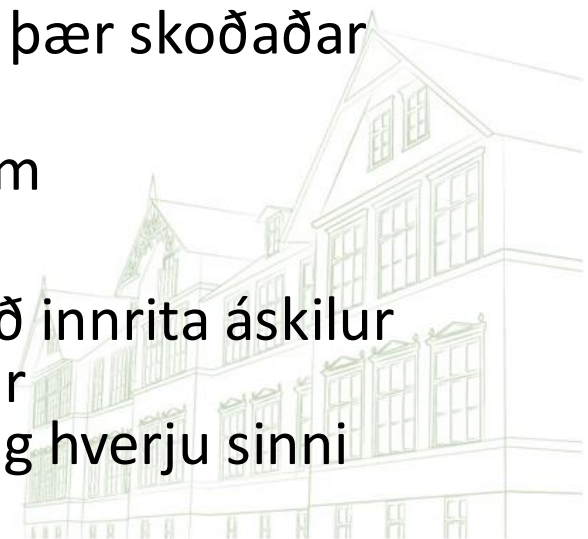 þær skoðaðar
m
ð innrita áskilur
r
g hverju sinni